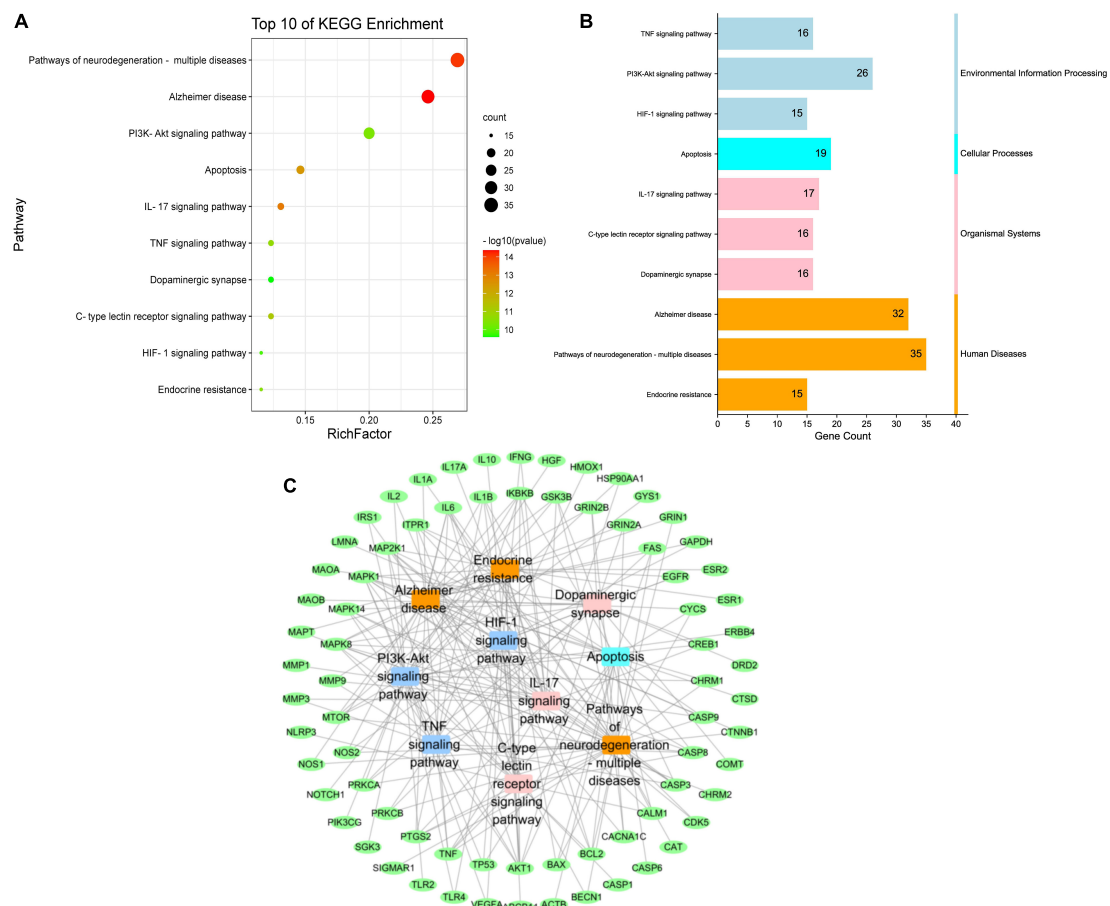 A
Top 10 of KEGG Enrichment
Pathways of neurodegeneration - multiple diseases
Alzheimer disease
PI3K- Akt signaling pathway
Apoptosis
IL- 17 signaling pathway
TNF signaling pathway
Dopaminergic synapse
C- type lectin receptor signaling pathway
HIF- 1 signaling pathway
Endocrine resistance
Pathway
0.15 0.20 0.25
RichFactor
count
15
20
25
30
35
- log10(pvalue)
14
13
12
11
10
B
TNF signaling pathway 16
PI3K-Akt signaling pathway 26
HIF-1 signaling pathway 15
Apoptosis 19
IL-17 signaling pathway 17
C-type lectin receptor signaling pathway 16
Dopaminergic synapse 16
Alzheimer disease 32
Pathways of neurodegeneration - multiple diseases 35
Endocrine resistance 15
Environmental Information Processing
Cellular Processes
Organismal Systems
Human Diseases
0 5 10 15 20 25 30 35 40
Gene Count
C
IL17A IL10 IFNG HGF HMOX1
IL1A HSP90AA1
IL2 IL6 IL1B IKBKB GSK3B GRIN2B GYS1
IRS1 ITPR1 GRIN2A GRIN1
LMNA MAP2K1 FAS GAPDH
MAOA MAPK1 EGFR ESR2
MAOB MAPK14 CYCS ESR1
MAPT MAPK8 CREB1 ERBB4
MMP1 MMP9 CHRM1 DRD2
MMP3 MTOR CASP9 CTSD
NLRP3 NOS2 CASP8 CTNNB1
NOS1 PRKCA CASP3 COMT
NOTCH1 PRKCB CALM1 CHRM2
PIK3CG PTGS2 CACNA1C CDK5
SGK3 TNF TP53 AKT1 BAX BCL2 CAT
SIGMAR1 CASP6
TLR2 CASP1
TLR4 VEGFA ACTB BECN1
Endocrine
resistance
Alzheimer
disease
Dopaminergic
synapse
HIF-1
signaling
pathway
PI3K-Akt
signaling
pathway
Apoptosis
IL-17
signaling
pathway
TNF
signaling
pathway
C-type
lectin
receptor
signaling
pathway
Pathways
of
neurodegeneration
- multiple
diseases